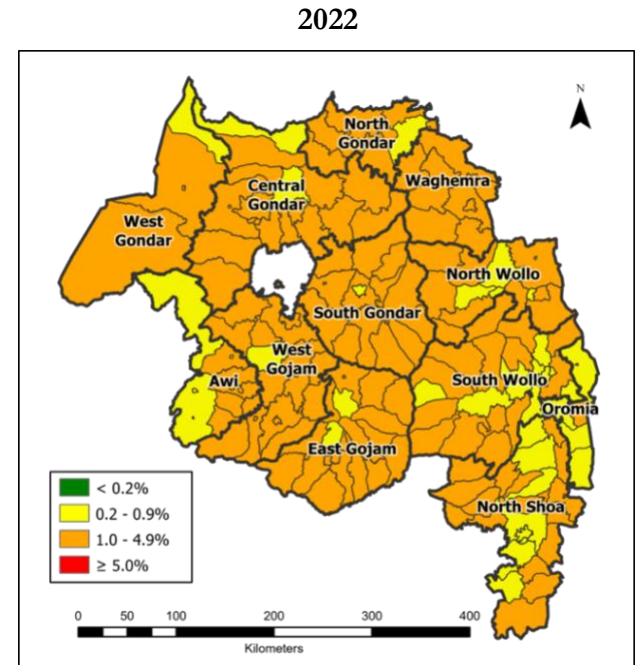 2022
N
North
Gondar
Central
Gondar
Waghemra
West
Gondar
North Wollo
South Gondar
West
Gojam
Awi
South Wollo
Oromia
East Gojam
North Shoa
< 0.2%
0.2 - 0.9%
1.0 - 4.9%
≥ 5.0%
0 50 100 200 300 400
Kilometers